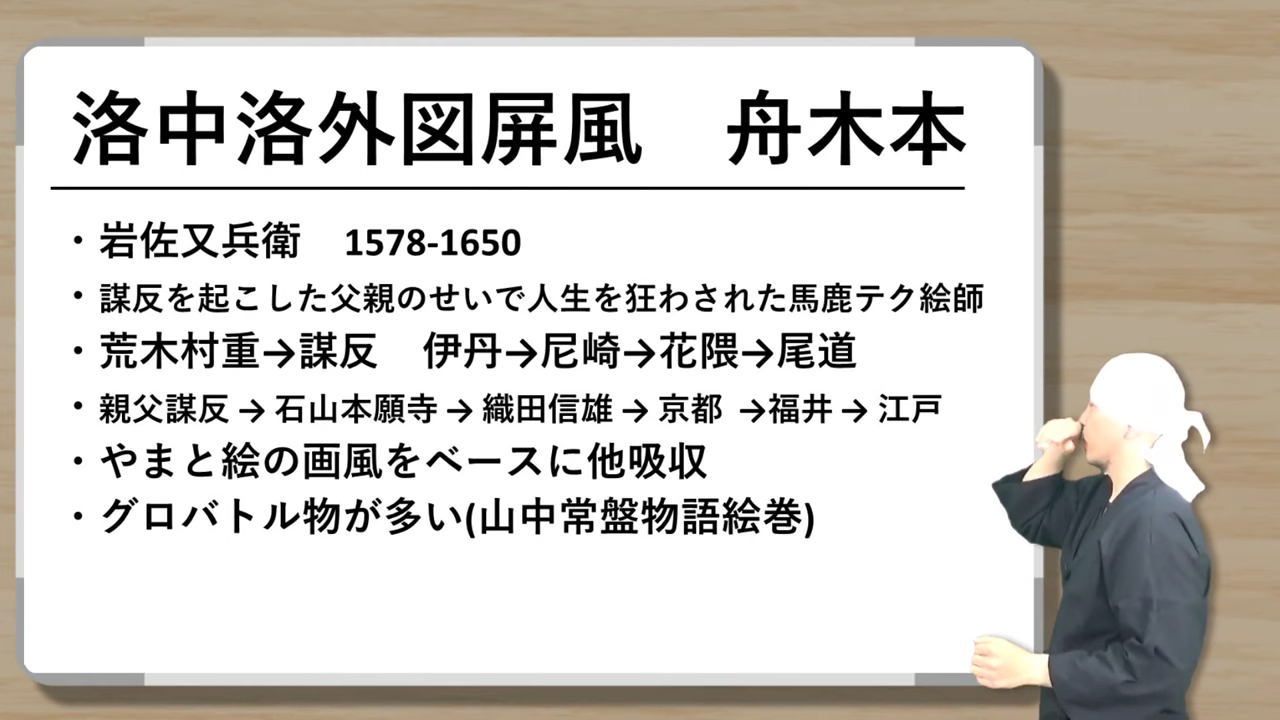 洛中洛外図屏風　舟木本
・岩佐又兵衛　1578-1650
・謀反を起こした父親のせいで人生を狂わされた馬鹿テク絵師
・荒木村重→謀反　伊丹→尼崎→花隈→尾道
・親父謀反 → 石山本願寺 → 織田信雄 → 京都 →福井 → 江戸
・やまと絵の画風をベースに他吸収
・グロバトル物が多い(山中常盤物語絵巻)